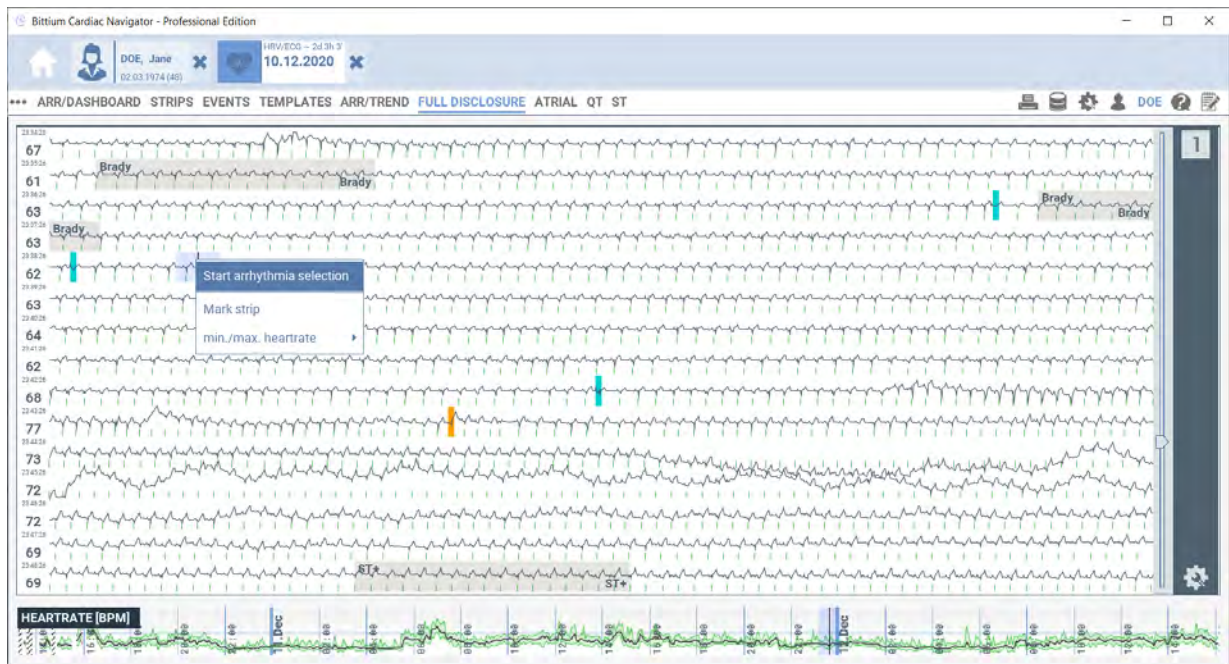 Bittium Cardiac Navigator - Professional Edition
HRV/ECG – 2d 3h 3'
DOE, Jane
10.12.2020
02.03.1974 (48)
ARR/DASHBOARD STRIPS EVENTS TEMPLATES ARR/TREND FULL DISCLOSURE ATRIAL QT ST
DOE
1
67
Brady
61
Brady
63
Brady
Brady
Brady
63
62
Start arrhythmia selection
63
Mark strip
64
min./max. heartrate
62
68
77
73
72
72
69
ST+
69
ST+
HEARTRATE [BPM]
11.Dec
12.Dec